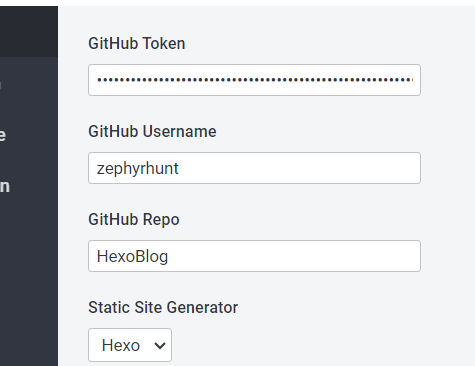 GitHub Token
GitHub Username
zephyrhunt
GitHub Repo
HexoBlog
Static Site Generator
Hexo